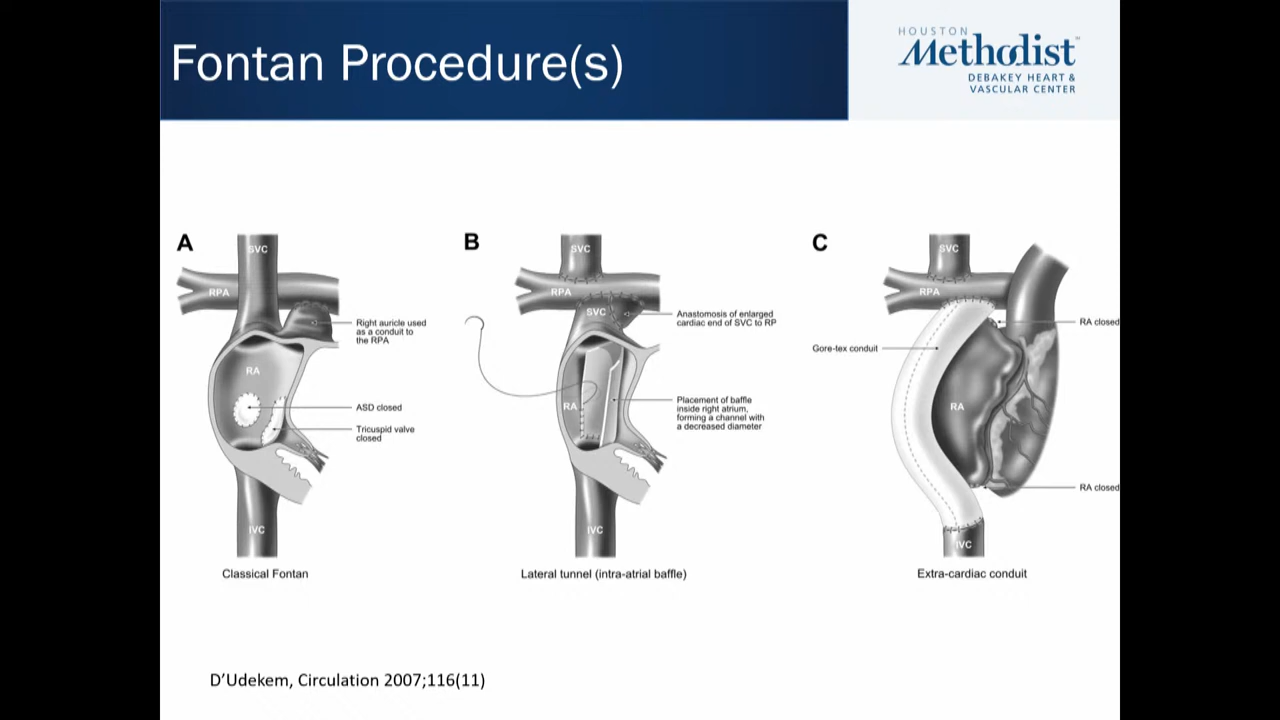 Fontan Procedure(s)
HOUSTON
Methodist
DEBAKEY HEART &
VASCULAR CENTER
A
SVC
RPA
Right auricle used
as a conduit to
the RPA
RA
ASD closed
Tricuspid valve
closed
IVC
Classical Fontan
B
SVC
RPA
SVC
Anastomosis of enlarged
cardiac end of SVC to RP
RA
Placement of baffle
inside right atrium,
forming a channel with
a decreased diameter
IVC
Lateral tunnel (intra-atrial baffle)
C
SVC
RPA
RA closed
Gore-tex conduit
RA
RA closed
IVC
Extra-cardiac conduit
D’Udekem, Circulation 2007;116(11)